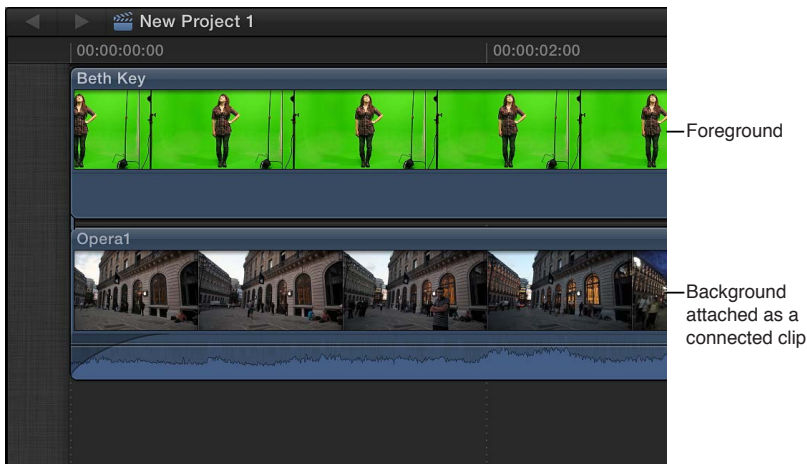 New Project 1
00:00:00:00
00:00:02:00
Beth Key
Foreground
Opera1
Background
attached as a
connected clip